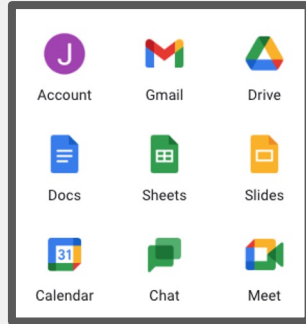 J
Account Gmail Drive
Docs Sheets Slides
31
Calendar Chat Meet